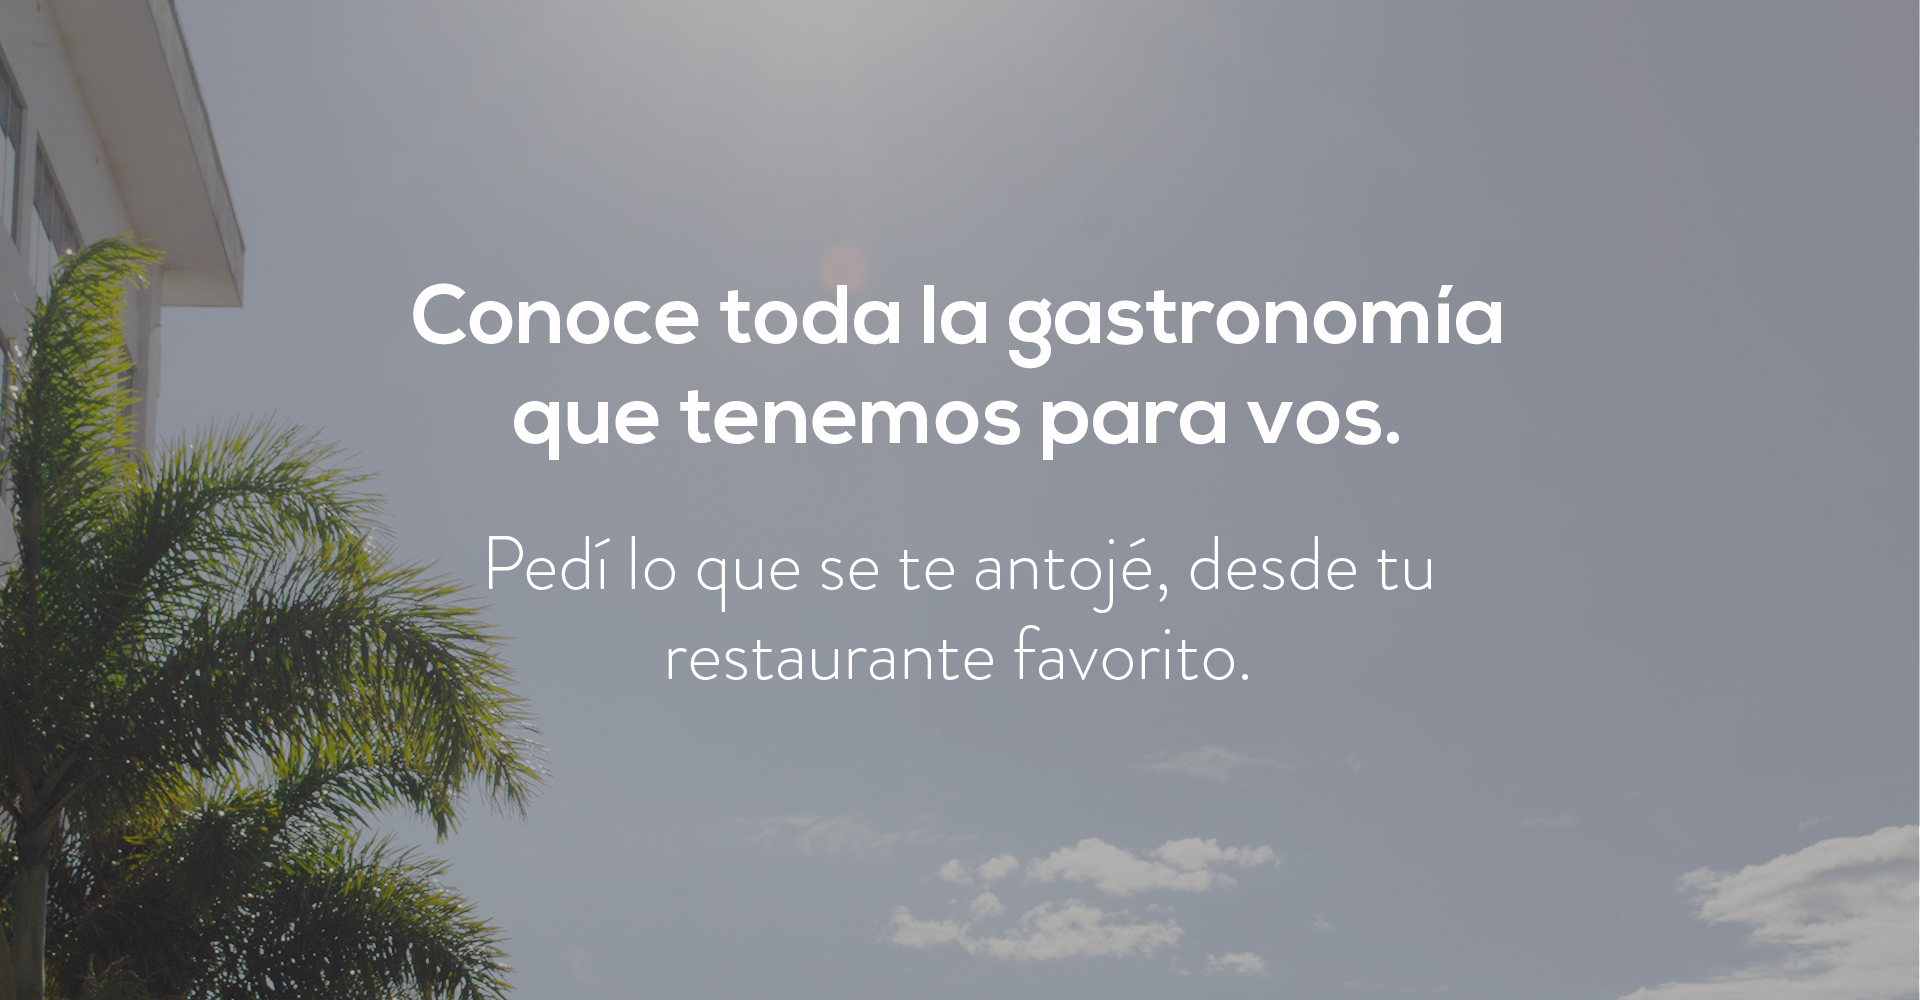 Conoce toda la gastronomía
que tenemos para vos.
Pedí lo que se te antojé, desde tu
restaurante favorito.